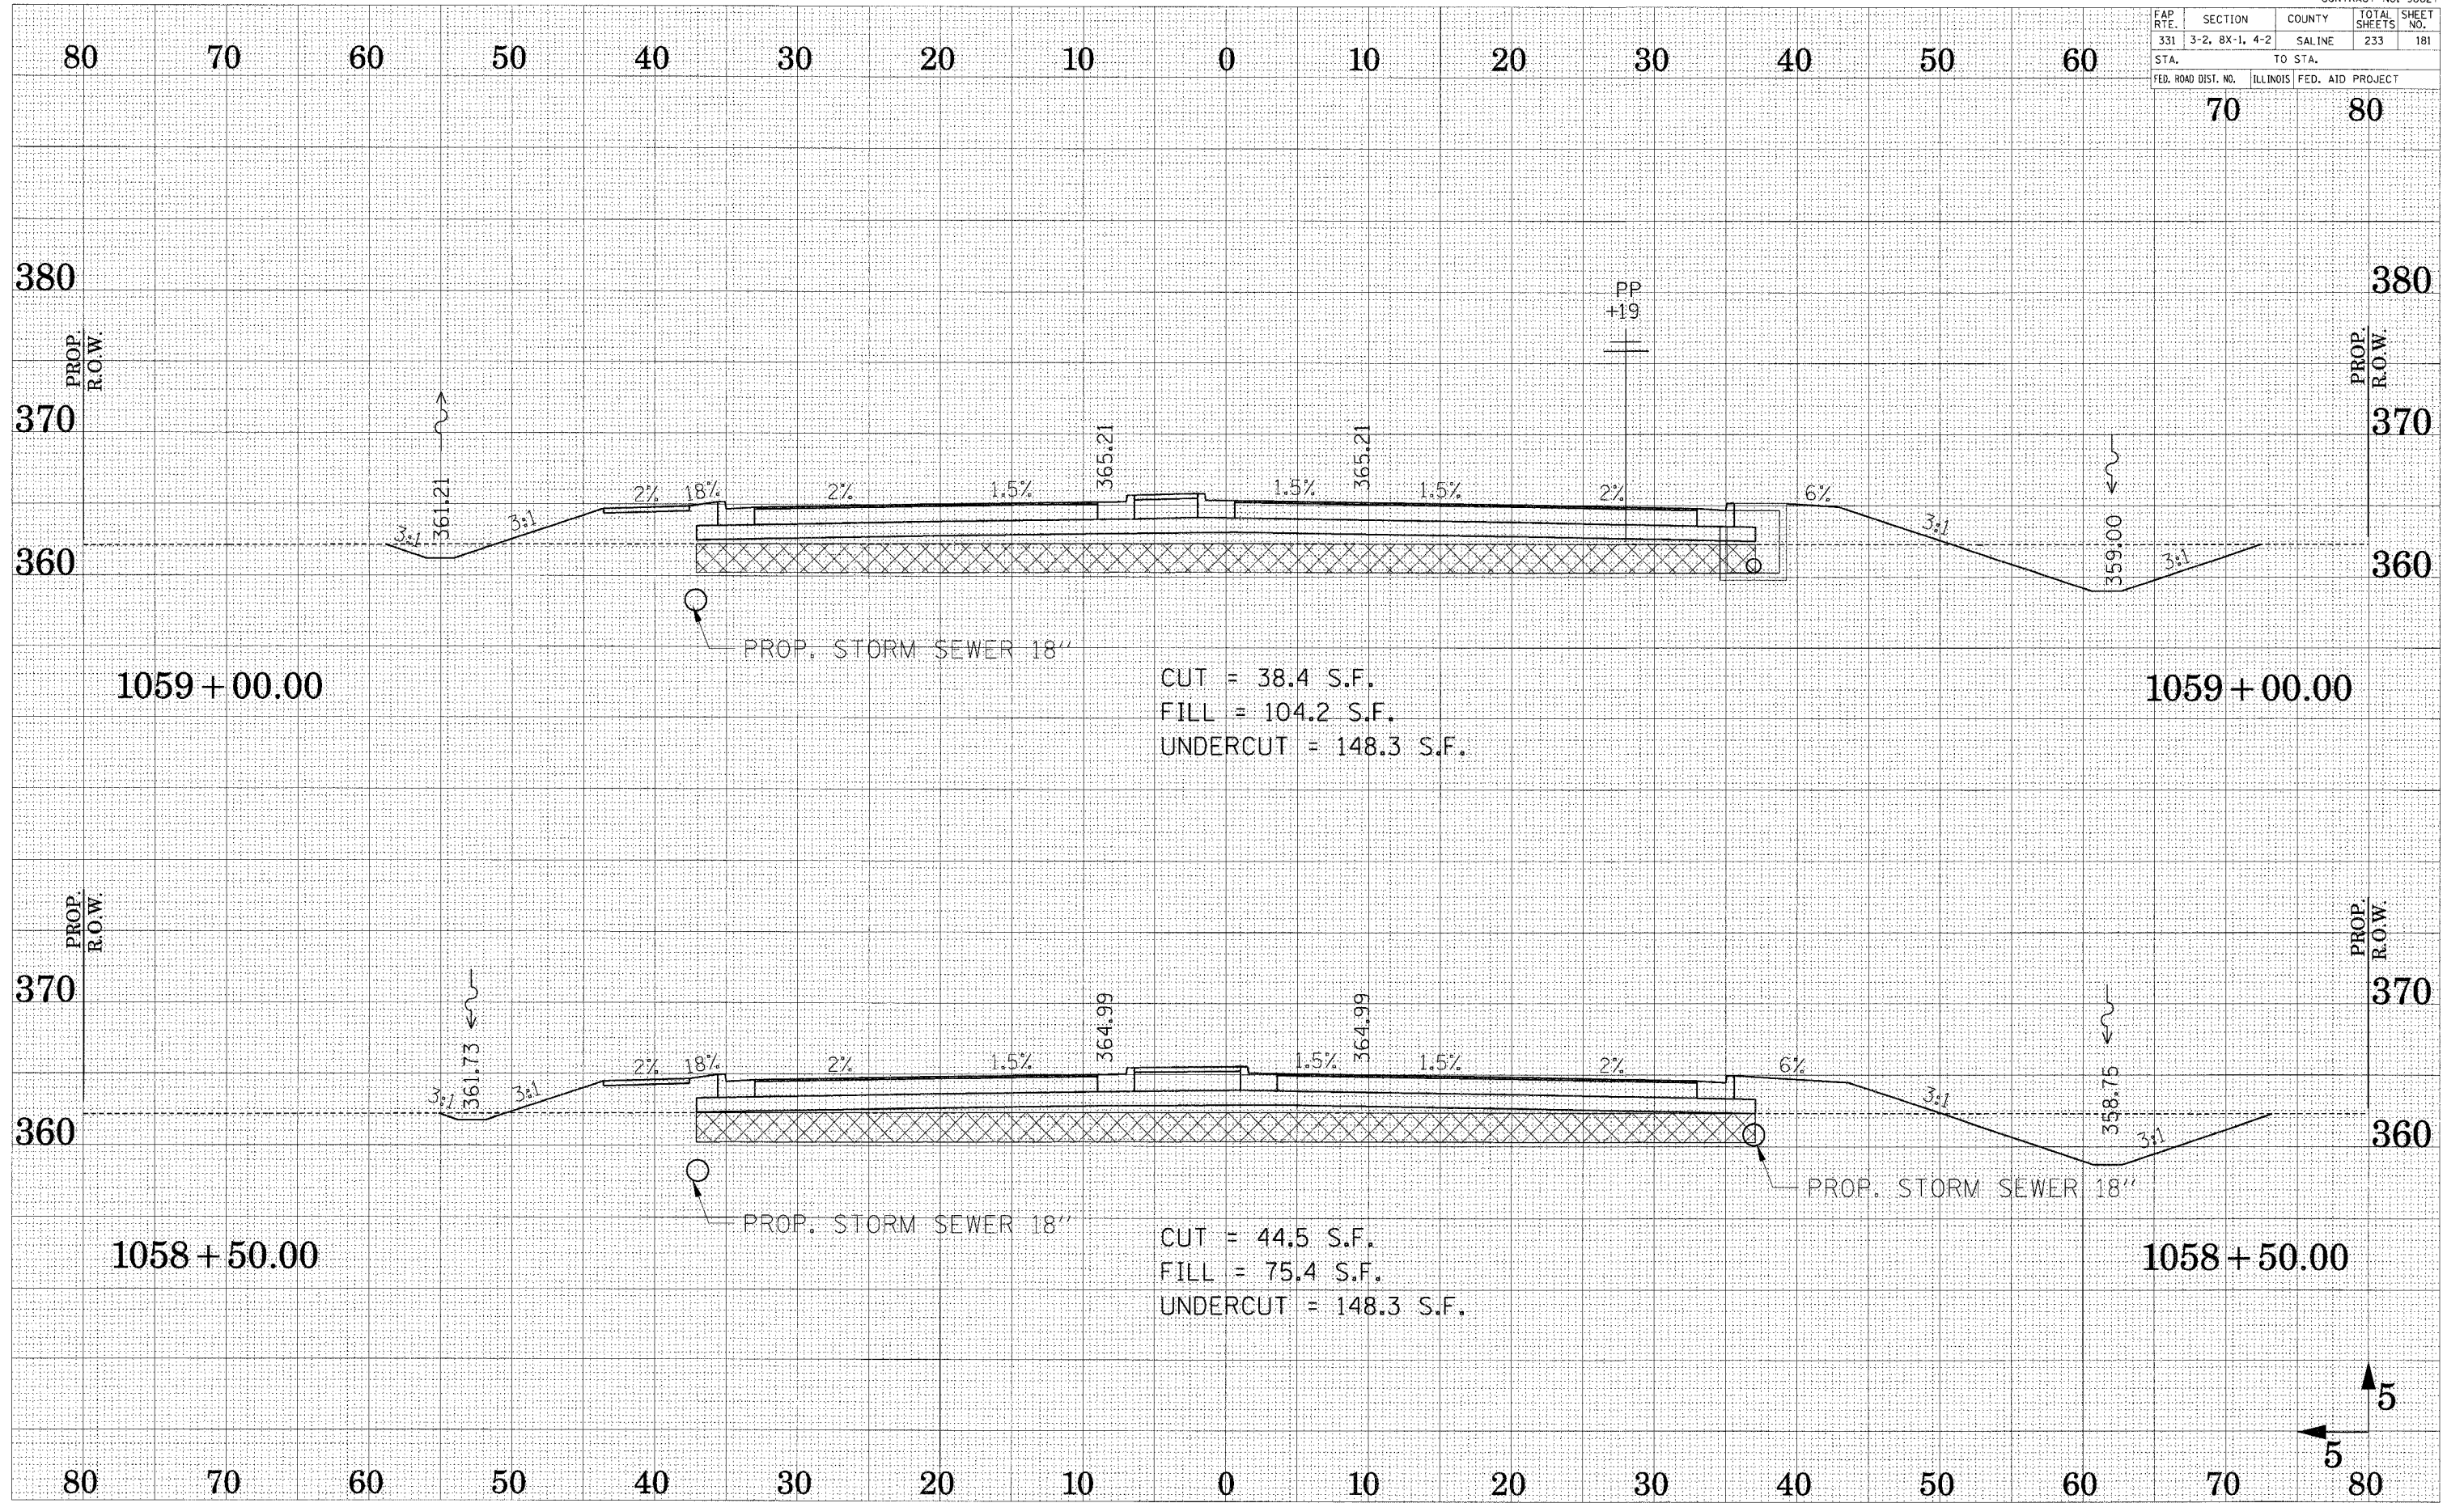 FAP RTE. SECTION COUNTY TOTAL SHEETS SHEET NO.
331 3-2, 8X-1, 4-2 SALINE 233 181
STA. TO STA.
FED. ROAD DIST. NO. ILLINOIS FED. AID PROJECT
80 70 60 50 40 30 20 10 0 10 20 30 40 50 60
70 80
380 380
PP
+19
PROP. R.O.W.
PROP. R.O.W.
370 370
365.21 365.21
2% 18% 2% 1.5% 1.5% 1.5% 2% 6%
3:1 361.21 3:1 3:1 359.00 3:1
360 360
PROP. STORM SEWER 18"
1059+00.00 1059+00.00
CUT = 38.4 S.F.
FILL = 104.2 S.F.
UNDERCUT = 148.3 S.F.
PROP. R.O.W.
PROP. R.O.W.
370 370
364.99 364.99
2% 18% 2% 1.5% 1.5% 1.5% 2% 6%
3:1 361.73 3:1 3:1 358.75 3:1
360 360
PROP. STORM SEWER 18"
PROP. STORM SEWER 18"
1058+50.00 1058+50.00
CUT = 44.5 S.F.
FILL = 75.4 S.F.
UNDERCUT = 148.3 S.F.
5
5
80 70 60 50 40 30 20 10 0 10 20 30 40 50 60 70 80